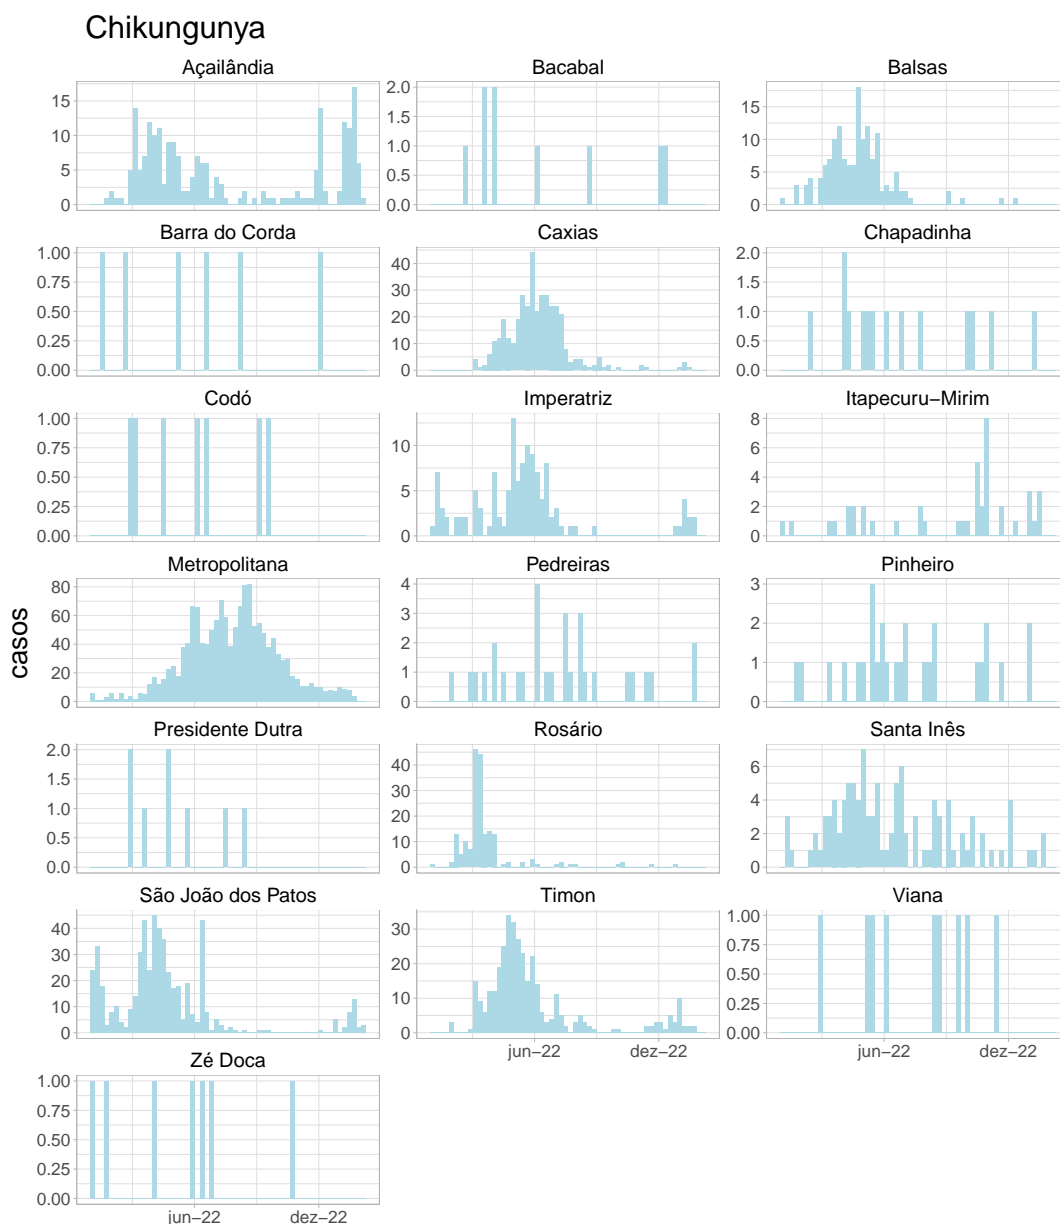 Chikungunya
Açailândia Bacabal Balsas
15 10 5 0
2.0 1.5 1.0 0.5 0.0
15 10 5 0
Barra do Corda Caxias Chapadinha
1.00 0.75 0.50 0.25 0.00
40 30 20 10 0
2.0 1.5 1.0 0.5 0.0
Codó Imperatriz Itapecuru−Mirim
1.00 0.75 0.50 0.25 0.00
10 5 0
8 6 4 2 0
Metropolitana Pedreiras Pinheiro
80 60 40 20 0
4 3 2 1 0
3 2 1 0
casos
Presidente Dutra Rosário Santa Inês
2.0 1.5 1.0 0.5 0.0
40 30 20 10 0
6 4 2 0
São João dos Patos Timon Viana
40 30 20 10 0
30 20 10 0
1.00 0.75 0.50 0.25 0.00
jun−22 dez−22 jun−22 dez−22
Zé Doca
1.00 0.75 0.50 0.25 0.00
jun−22 dez−22